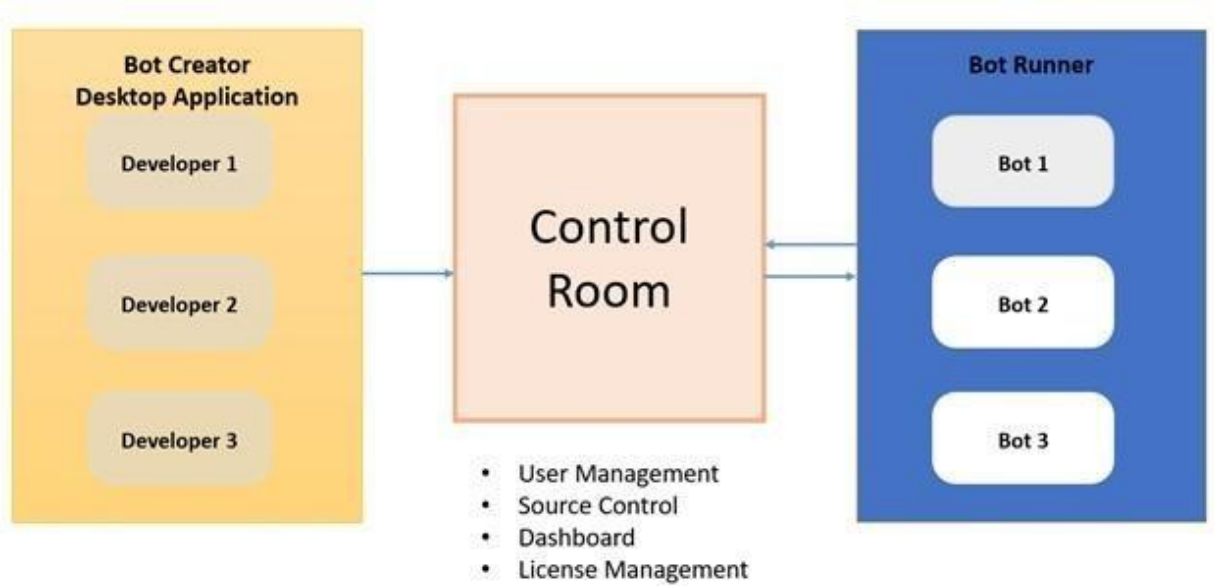 Bot Creator
Desktop Application
Developer 1
Developer 2
Developer 3
Control
Room
• User Management
• Source Control
• Dashboard
• License Management
Bot Runner
Bot 1
Bot 2
Bot 3